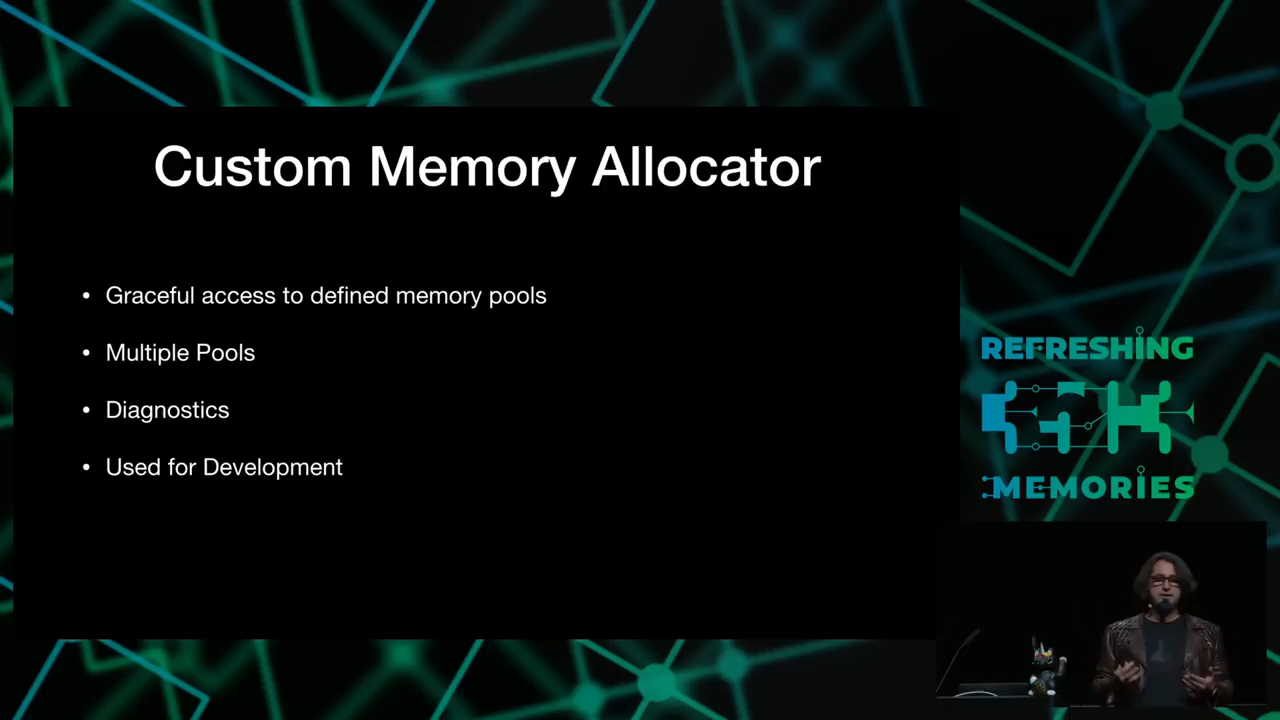 Custom Memory Allocator
• Graceful access to defined memory pools
• Multiple Pools
• Diagnostics
• Used for Development
REFRESHING
MEMORIES